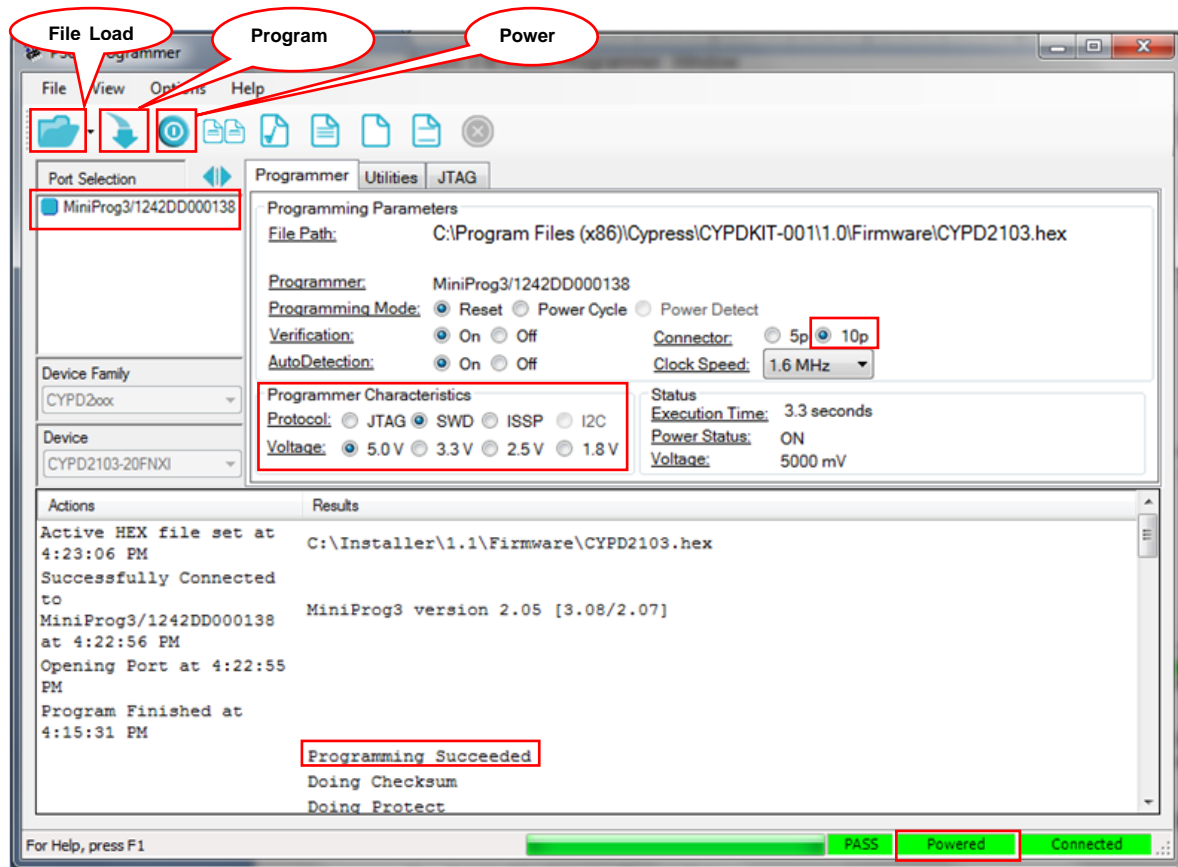 File Load
Program
Power
File View Options Help
Port Selection
MiniProg3/1242DD000138
Device Family
CYPD2xxx
Device
CYPD2103-20FNXI
Programmer Utilities JTAG
Programming Parameters
File Path: C:\Program Files (x86)\Cypress\CYPDKIT-001\1.0\Firmware\CYPD2103.hex
Programmer: MiniProg3/1242DD000138
Programming Mode: Reset Power Cycle Power Detect
Verification: On Off Connector: 5p 10p
AutoDetection: On Off Clock Speed: 1.6 MHz
Programmer Characteristics
Protocol: JTAG SWD ISSP I2C
Voltage: 5.0 V 3.3 V 2.5 V 1.8 V
Status
Execution Time: 3.3 seconds
Power Status: ON
Voltage: 5000 mV
Actions Results
Active HEX file set at
4:23:06 PM
C:\Installer\1.1\Firmware\CYPD2103.hex
Successfully Connected
to
MiniProg3/1242DD000138
at 4:22:56 PM
MiniProg3 version 2.05 [3.08/2.07]
Opening Port at 4:22:55
PM
Program Finished at
4:15:31 PM
Programming Succeeded
Doing Checksum
Doing Protect
For Help, press F1 PASS Powered Connected